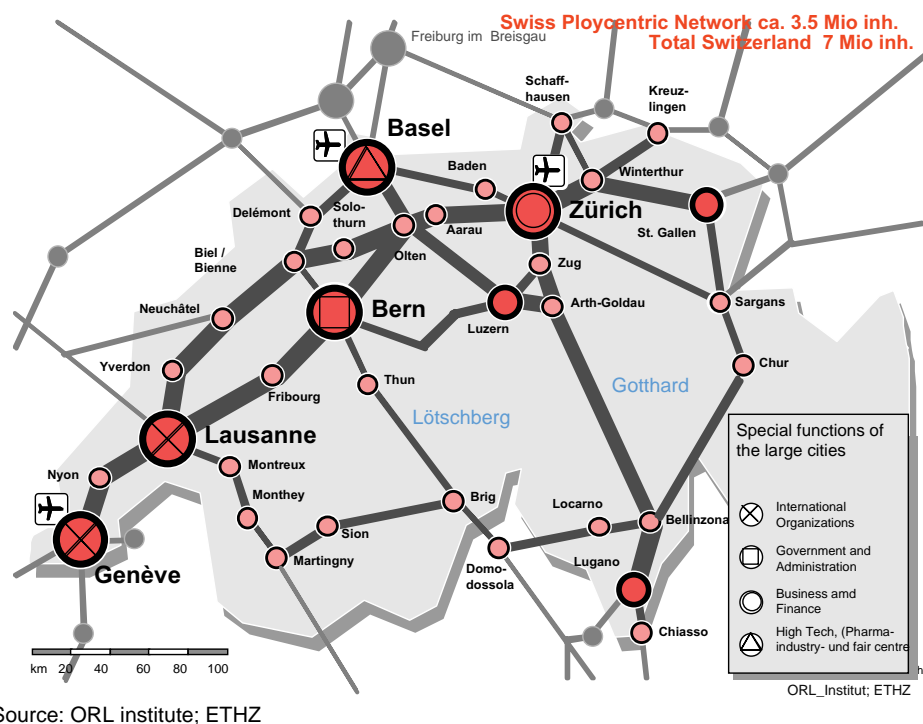 Swiss Ploycentric Network ca. 3.5 Mio inh.
Total Switzerland 7 Mio inh.
Freiburg im Breisgau
Schaff-
hausen
Kreuz-
lingen
Basel
Baden
Winterthur
Delémont
Solo-
thurn
Zürich
Aarau
St. Gallen
Biel /
Bienne
Olten
Zug
Neuchâtel
Bern
Luzern
Arth-Goldau
Sargans
Yverdon
Fribourg
Thun
Chur
Lötschberg
Gotthard
Lausanne
Nyon
Montreux
Monthey
Brig
Locarno
Bellinzona
Sion
Martingny
Domo-
dossola
Lugano
Genève
Chiasso
Special functions of
the large cities
International
Organizations
Government and
Administration
Business amd
Finance
High Tech, (Pharma-
industry- und fair centre
km 20 40 60 80 100
h
ORL_Institut; ETHZ
Source: ORL institute; ETHZ